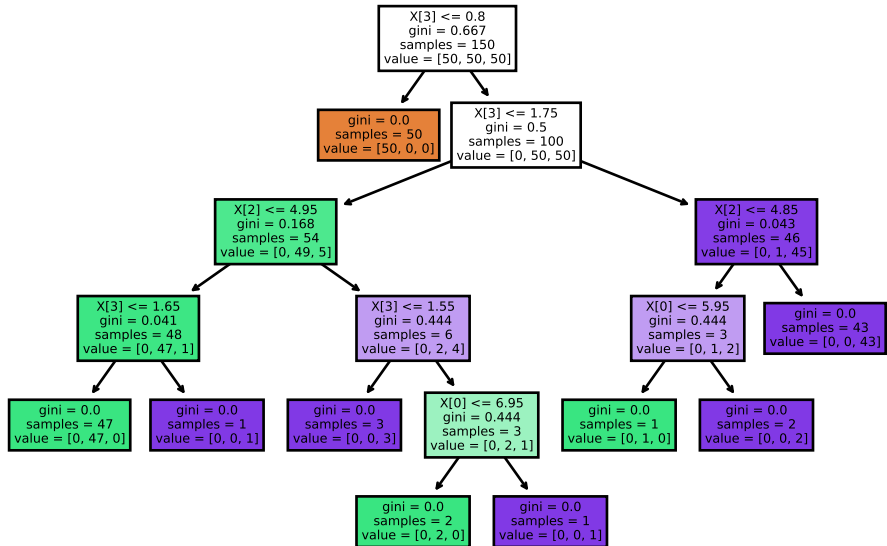 X[3] <= 0.8
gini = 0.667
samples = 150
value = [50, 50, 50]
gini = 0.0
samples = 50
value = [50, 0, 0]
X[3] <= 1.75
gini = 0.5
samples = 100
value = [0, 50, 50]
X[2] <= 4.95
gini = 0.168
samples = 54
value = [0, 49, 5]
X[2] <= 4.85
gini = 0.043
samples = 46
value = [0, 1, 45]
X[3] <= 1.65
gini = 0.041
samples = 48
value = [0, 47, 1]
X[3] <= 1.55
gini = 0.444
samples = 6
value = [0, 2, 4]
X[0] <= 5.95
gini = 0.444
samples = 3
value = [0, 1, 2]
gini = 0.0
samples = 43
value = [0, 0, 43]
gini = 0.0
samples = 47
value = [0, 47, 0]
gini = 0.0
samples = 1
value = [0, 0, 1]
gini = 0.0
samples = 3
value = [0, 0, 3]
X[0] <= 6.95
gini = 0.444
samples = 3
value = [0, 2, 1]
gini = 0.0
samples = 1
value = [0, 1, 0]
gini = 0.0
samples = 2
value = [0, 0, 2]
gini = 0.0
samples = 2
value = [0, 2, 0]
gini = 0.0
samples = 1
value = [0, 0, 1]